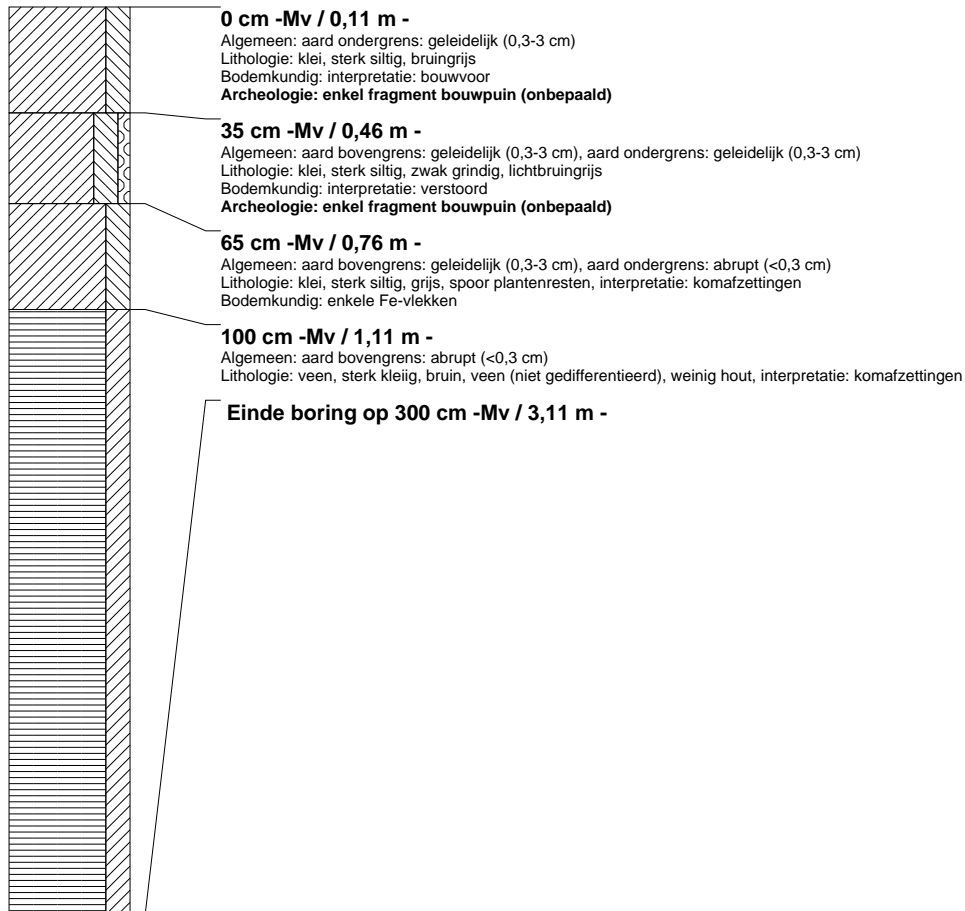 0 cm -Mv / 0,11 m -
Algemeen: aard ondergrens: geleidelijk (0,3-3 cm)
Lithologie: klei, sterk siltig, bruingrijs
Bodemkundig: interpretatie: bouwvoor
Archeologie: enkel fragment bouwpuin (onbepaald)
35 cm -Mv / 0,46 m -
Algemeen: aard bovengrens: geleidelijk (0,3-3 cm), aard ondergrens: geleidelijk (0,3-3 cm)
Lithologie: klei, sterk siltig, zwak grindig, lichtbruingrijs
Bodemkundig: interpretatie: verstoord
Archeologie: enkel fragment bouwpuin (onbepaald)
65 cm -Mv / 0,76 m -
Algemeen: aard bovengrens: geleidelijk (0,3-3 cm), aard ondergrens: abrupt (<0,3 cm)
Lithologie: klei, sterk siltig, grijs, spoor plantenresten, interpretatie: komafzettingen
Bodemkundig: enkele Fe-vlekken
100 cm -Mv / 1,11 m -
Algemeen: aard bovengrens: abrupt (<0,3 cm)
Lithologie: veen, sterk kleiig, bruin, veen (niet gedifferentieerd), weinig hout, interpretatie: komafzettingen
Einde boring op 300 cm -Mv / 3,11 m -